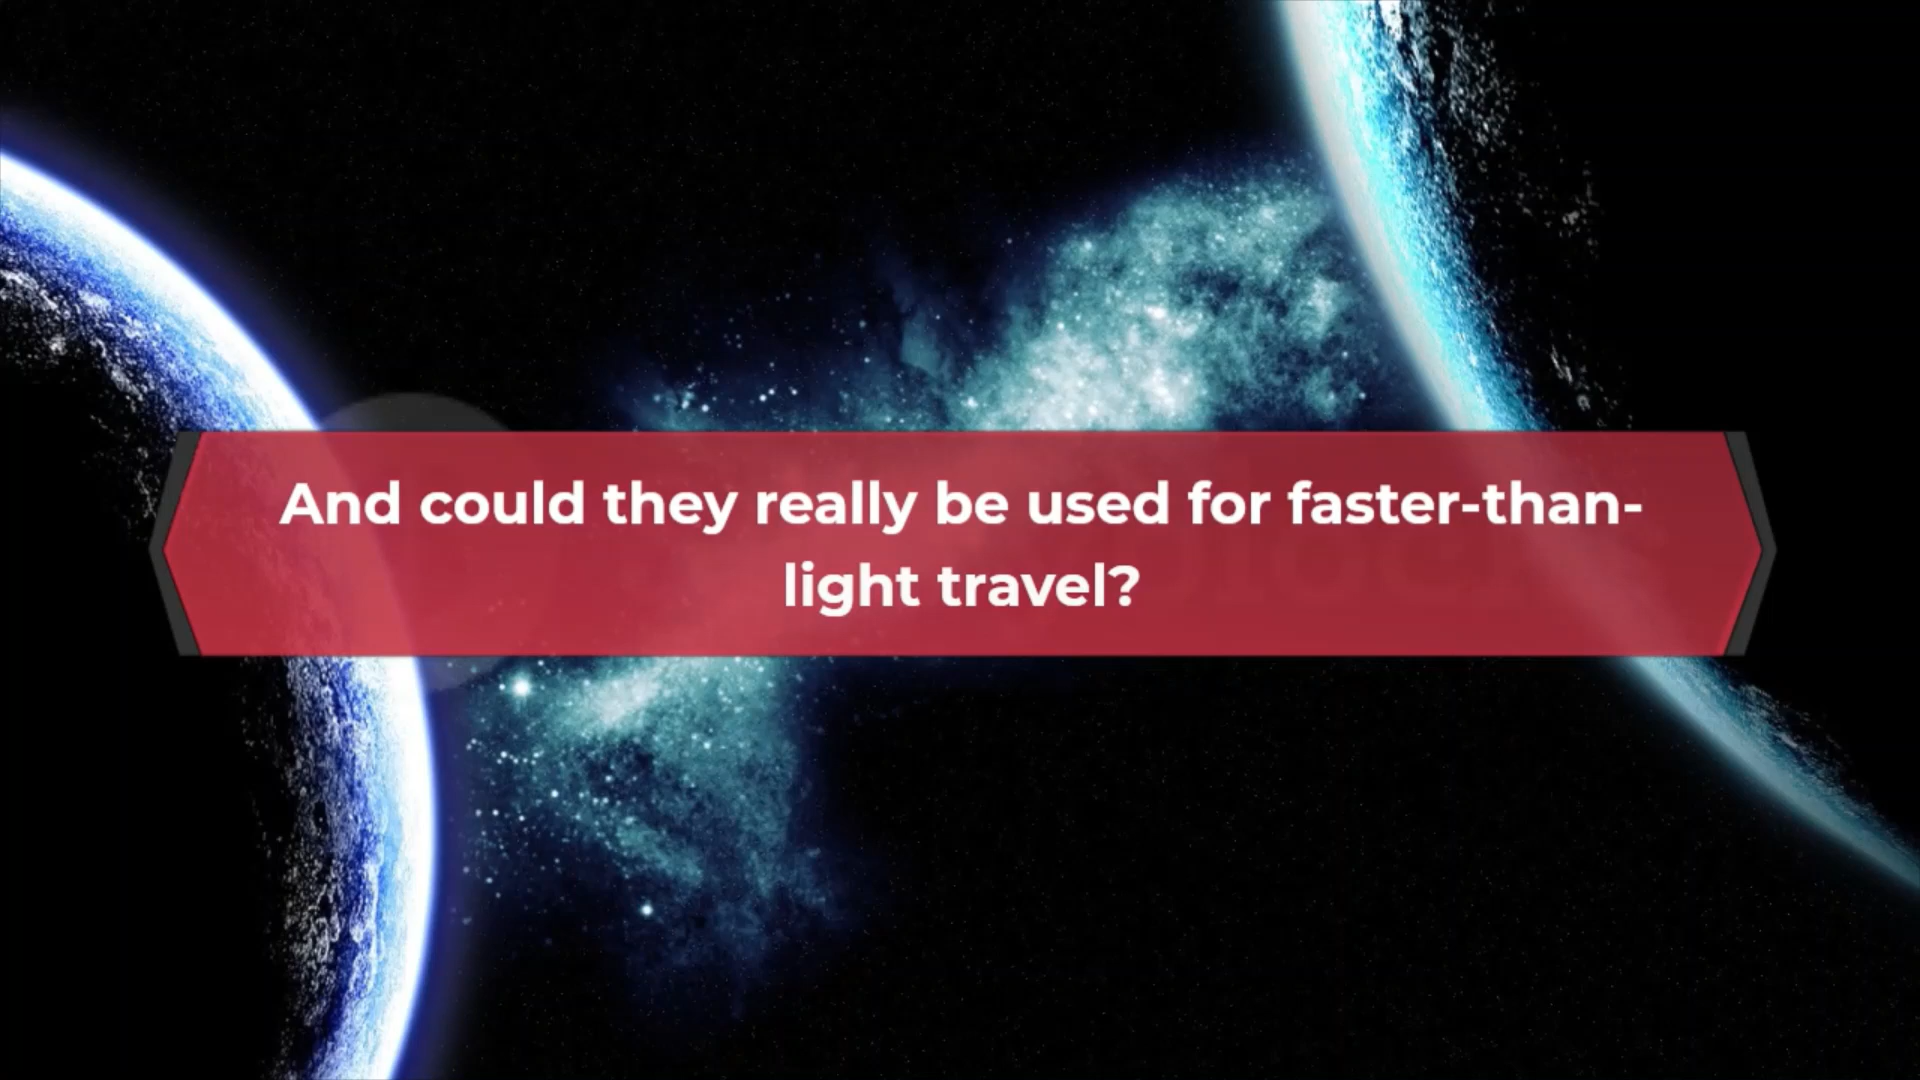 And could they really be used for faster-than-
light travel?